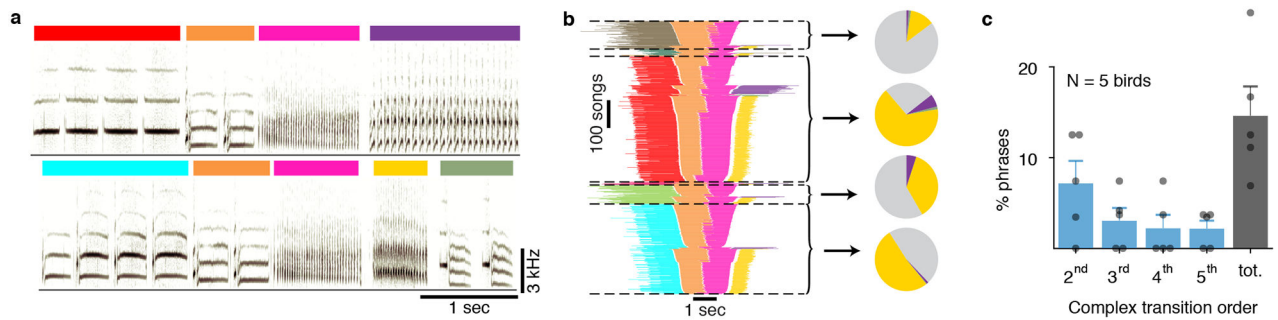 a
3 kHz
1 sec
b
100 songs
1 sec
c
20
N = 5 birds
10
0
% phrases
2nd 3rd 4th 5th tot.
Complex transition order